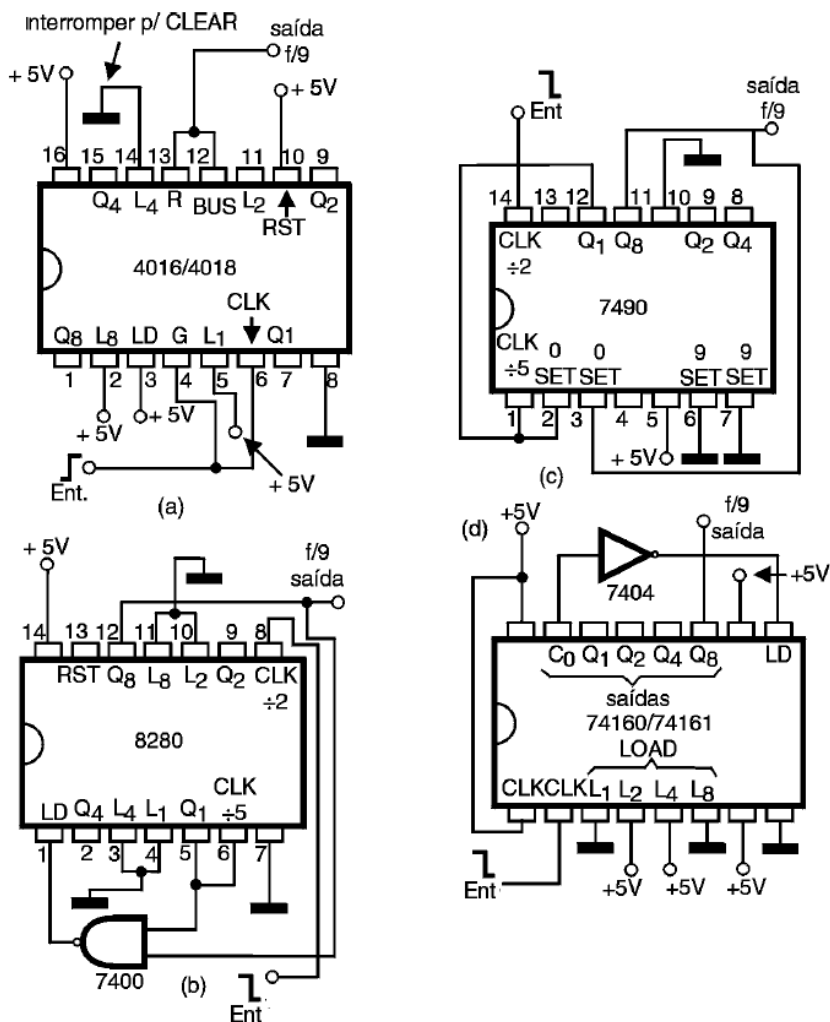 interromper p/ CLEAR
saída
f/9
+ 5V
+ 5V
16 15 14 13 12 11 10 9
Q4 L4 R BUS L2 RST Q2
4016/4018
CLK
Q8 L8 LD G L1 Q1
1 2 3 4 5 6 7 8
+5V
+5V
+ 5V
Ent.
(a)
Ent
saída
f/9
14 13 12 11 10 9 8
CLK Q1 Q8 Q2 Q4
÷2
7490
CLK
÷5
0 0 9 9
SET SET SET SET
1 2 3 4 5 6 7
+ 5V
(c)
+ 5V
f/9
saída
14 13 12 11 10 9 8
RST Q8 L8 L2 Q2 CLK
÷2
8280
CLK
LD Q4 L4 L1 Q1 ÷5
1 2 3 4 5 6 7
7400
(b)
Ent
(d)
+5V
f/9
saída
+5V
7404
C0 Q1 Q2 Q4 Q8 LD
saídas
74160/74161
LOAD
CLK CLK L1 L2 L4 L8
Ent
+5V +5V +5V